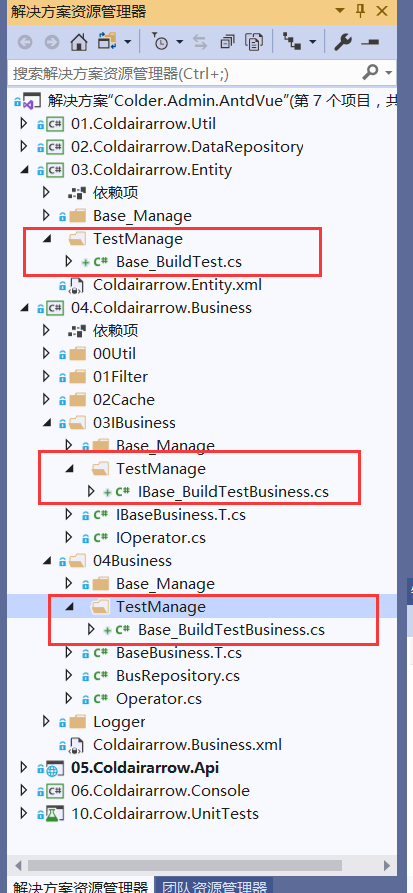 解决方案资源管理器
搜索解决方案资源管理器(Ctrl+;)
解决方案"Colder.Admin.AntdVue"(第 7 个项目，共
C# 01.Coldairarrow.Util
C# 02.Coldairarrow.DataRepository
C# 03.Coldairarrow.Entity
依赖项
Base_Manage
TestManage
C# Base_BuildTest.cs
Coldairarrow.Entity.xml
C# 04.Coldairarrow.Business
依赖项
00Util
01Filter
02Cache
03IBusiness
Base_Manage
TestManage
C# IBase_BuildTestBusiness.cs
C# IBaseBusiness.T.cs
C# IOperator.cs
04Business
Base_Manage
TestManage
C# Base_BuildTestBusiness.cs
C# BaseBusiness.T.cs
C# BusRepository.cs
C# Operator.cs
Logger
Coldairarrow.Business.xml
05.Coldairarrow.Api
C# 06.Coldairarrow.Console
10.Coldairarrow.UnitTests
解决方案资源管理器 团队资源管理器